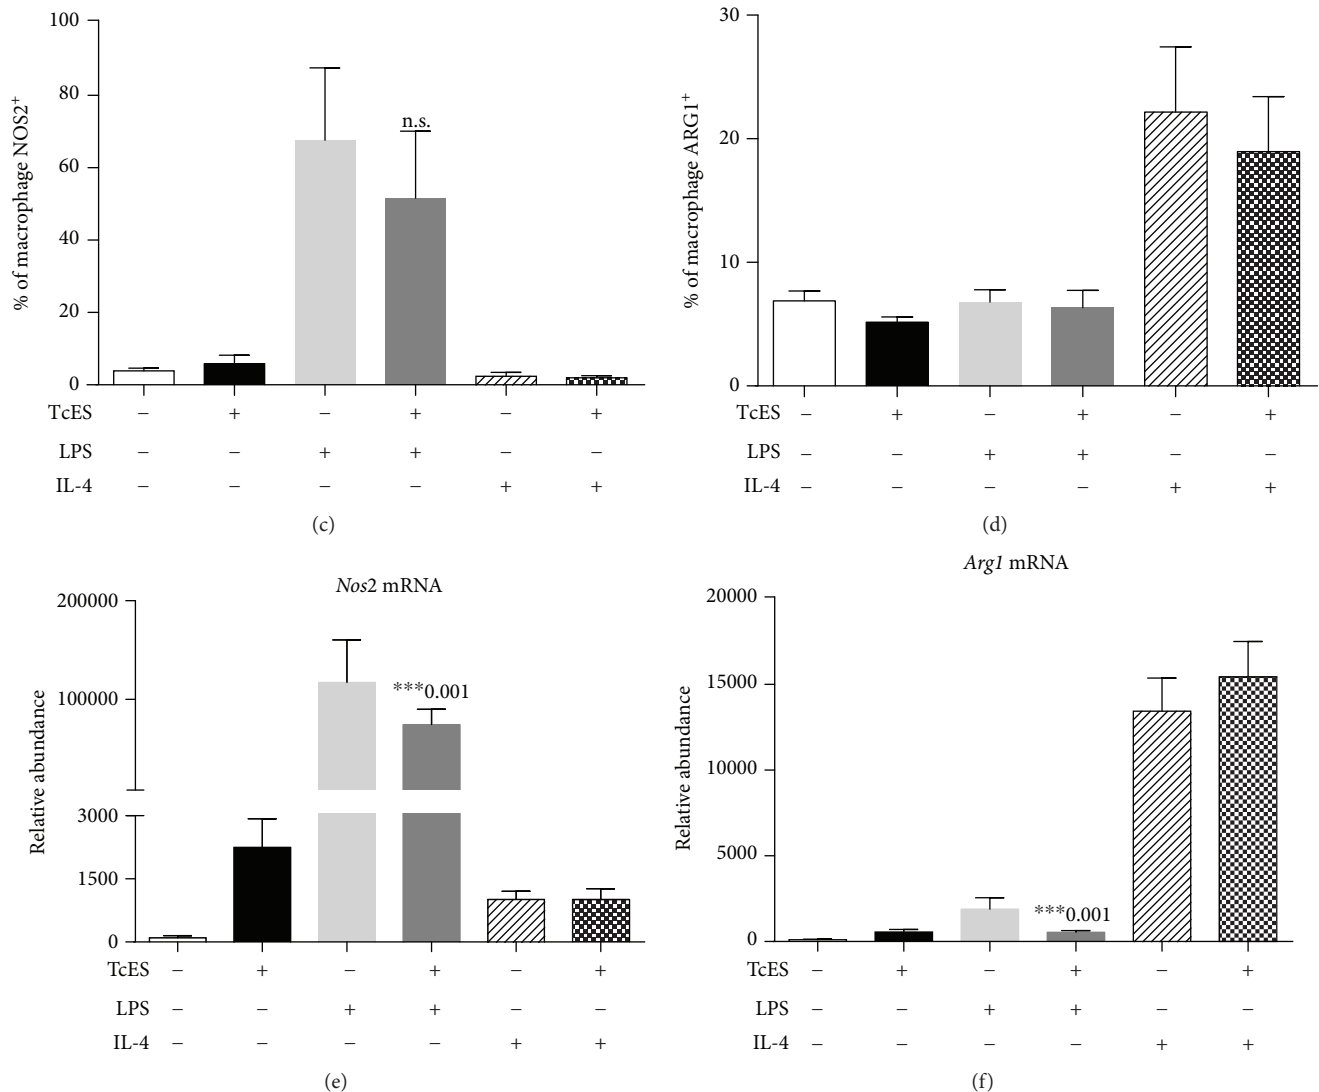 % of macrophage NOS2+
100
80
60
40
20
0
n.s.
TcES − + − + − +
LPS − − + + − −
IL-4 − − − − + +
(c)
% of macrophage ARG1+
30
20
10
0
TcES − + − + − +
LPS − − + + − −
IL-4 − − − − + +
(d)
Nos2 mRNA
Relative abundance
200000
100000
3000
1500
0
***0.001
TcES − + − + − +
LPS − − + + − −
IL-4 − − − − + +
(e)
Arg1 mRNA
Relative abundance
20000
15000
10000
5000
0
***0.001
TcES − + − + − +
LPS − − + + − −
IL-4 − − − − + +
(f)